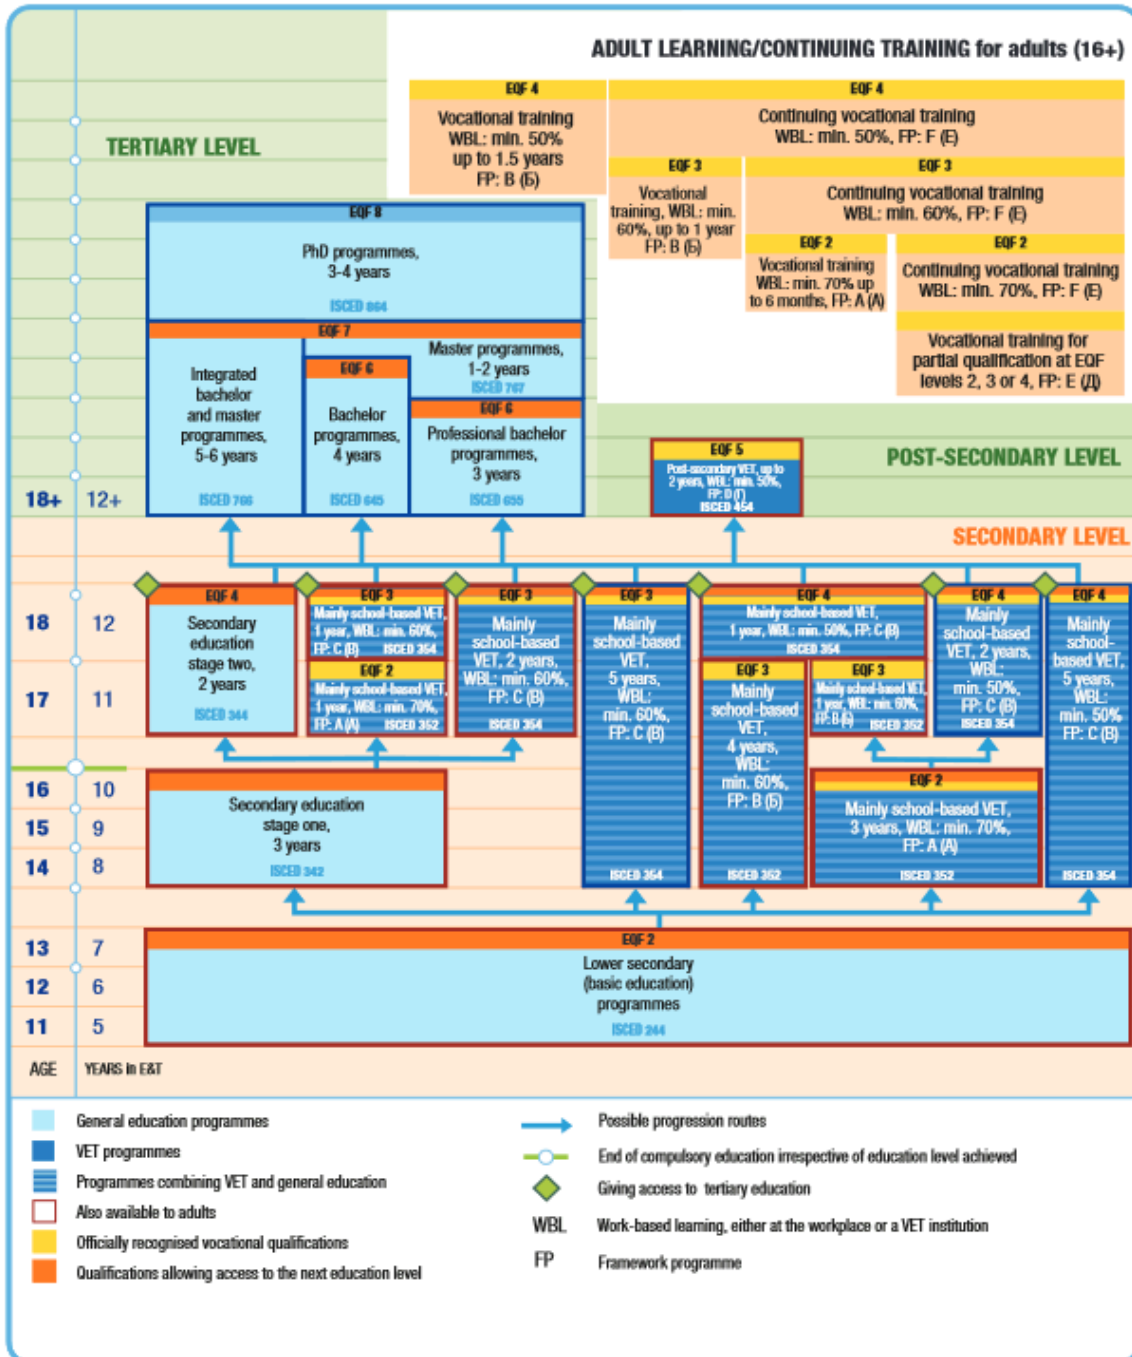 ADULT LEARNING/CONTINUING TRAINING for adults (16+)
EQF 4
Vocational training
WBL: min. 50%
up to 1.5 years
FP: B (Б)
EQF 4
Continuing vocational training
WBL: min. 50%, FP: F (E)
EQF 3
Vocational
training, WBL: min.
60%, up to 1 year
FP: B (Б)
EQF 3
Continuing vocational training
WBL: min. 60%, FP: F (E)
EQF 2
Vocational training
WBL: min. 70% up
to 6 months, FP: A (A)
EQF 2
Continuing vocational training
WBL: min. 70%, FP: F (E)
Vocational training for
partial qualification at EQF
levels 2, 3 or 4, FP: E (Д)
TERTIARY LEVEL
EQF 8
PhD programmes,
3-4 years
ISCED 864
EQF 7
Integrated
bachelor
and master
programmes,
5-6 years
ISCED 766
EQF 6
Bachelor
programmes,
4 years
ISCED 645
Master programmes,
1-2 years
ISCED 767
EQF 6
Professional bachelor
programmes,
3 years
ISCED 655
POST-SECONDARY LEVEL
EQF 5
Post-secondary VET, up to
2 years, WBL: min. 50%,
FP: D (Г)
ISCED 454
18+ 12+
SECONDARY LEVEL
18 12
17 11
16 10
15 9
14 8
13 7
12 6
11 5
AGE YEARS in E&T
EQF 4
Secondary
education
stage two,
2 years
ISCED 344
EQF 3
Mainly school-based VET,
1 year, WBL: min. 60%,
FP: C (B) ISCED 354
EQF 2
Mainly school-based VET,
1 year, WBL: min. 70%,
FP: A (A) ISCED 352
EQF 3
Mainly
school-based
VET, 2 years,
WBL: min. 60%,
FP: C (B)
ISCED 354
EQF 3
Mainly
school-based
VET,
5 years,
WBL:
min. 60%,
FP: C (B)
ISCED 354
EQF 4
Mainly school-based VET,
1 year, WBL: min. 50%, FP: C (B)
ISCED 354
EQF 3
Mainly
school-based
VET,
4 years,
WBL:
min. 60%,
FP: B (Б)
ISCED 352
EQF 3
Mainly school-based VET,
1 year, WBL: min. 60%,
FP: B (Б) ISCED 352
EQF 4
Mainly
school-based
VET, 2 years,
WBL:
min. 50%,
FP: C (B)
ISCED 354
EQF 4
Mainly
school-
based VET,
5 years,
WBL:
min. 50%
FP: C (B)
ISCED 354
Secondary education
stage one,
3 years
ISCED 342
EQF 2
Mainly school-based VET,
3 years, WBL: min. 70%,
FP: A (A)
ISCED 352
EQF 2
Lower secondary
(basic education)
programmes
ISCED 244
General education programmes
VET programmes
Programmes combining VET and general education
Also available to adults
Officially recognised vocational qualifications
Qualifications allowing access to the next education level
Possible progression routes
End of compulsory education irrespective of education level achieved
Giving access to tertiary education
WBL Work-based learning, either at the workplace or a VET institution
FP Framework programme